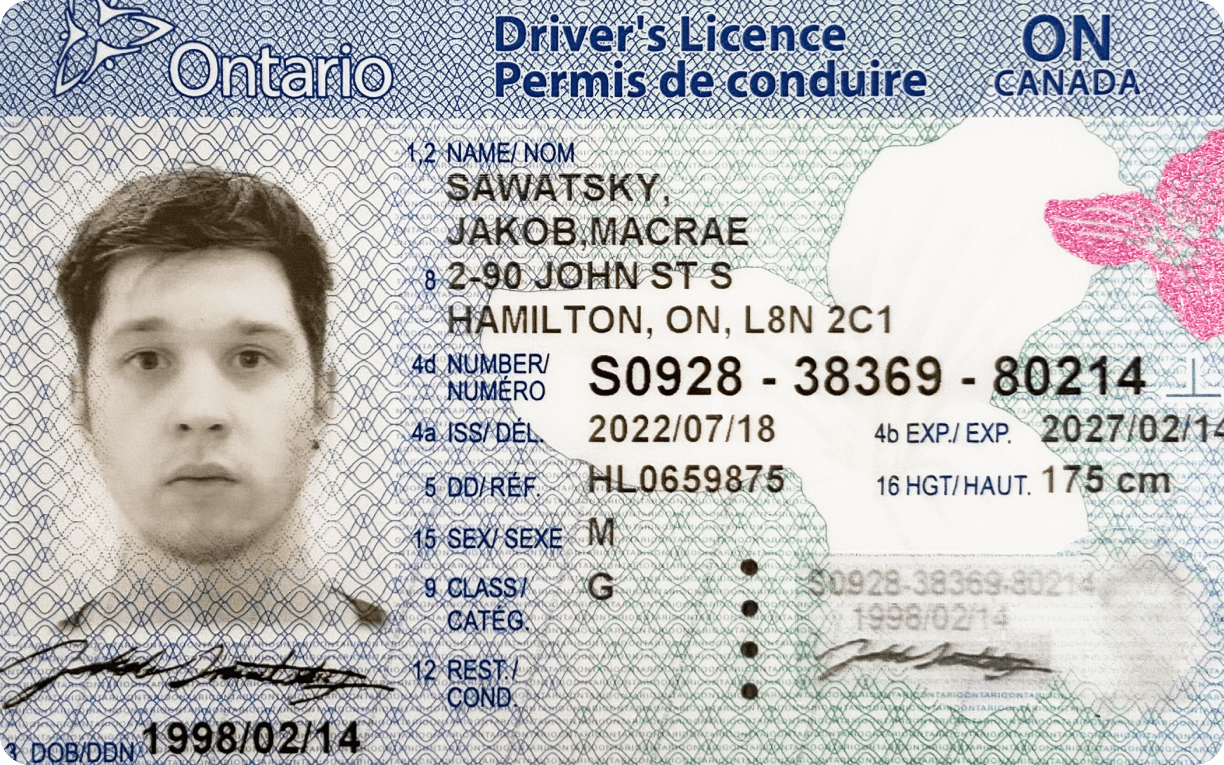 Ontario
Driver's Licence
Permis de conduire
ON
CANADA
1,2 NAME/ NOM
SAWATSKY,
JAKOB,MACRAE
8 2-90 JOHN ST S
HAMILTON, ON, L8N 2C1
4d NUMBER/
NUMÉRO
S0928 - 38369 - 80214
4a ISS/ DÉL. 2022/07/18 4b EXP./ EXP. 2027/02/14
5 DD/ RÉF. HL0659875 16 HGT/ HAUT. 175 cm
15 SEX/ SEXE M
9 CLASS/ G
CATÉG.
12 REST./
COND.
S0928-38369-80214
1998/02/14
3 DOB/DDN 1998/02/14